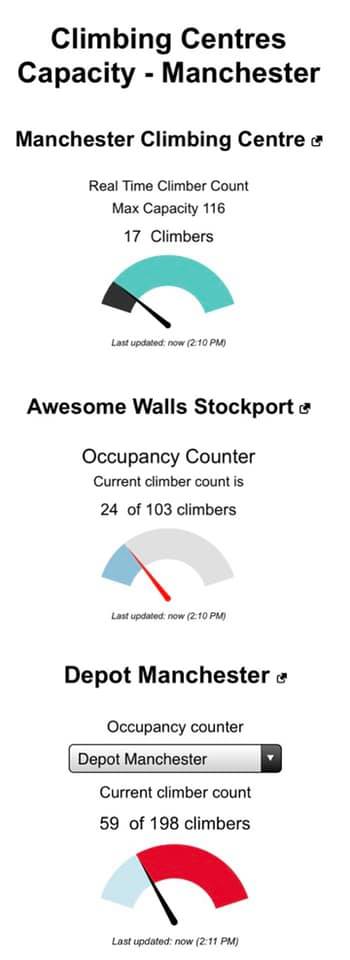 Climbing Centres
Capacity - Manchester
Manchester Climbing Centre
Real Time Climber Count
Max Capacity 116
17 Climbers
Last updated: now (2:10 PM)
Awesome Walls Stockport
Occupancy Counter
Current climber count is
24 of 103 climbers
Last updated: now (2:10 PM)
Depot Manchester
Occupancy counter
Depot Manchester
Current climber count
59 of 198 climbers
Last updated: now (2:11 PM)